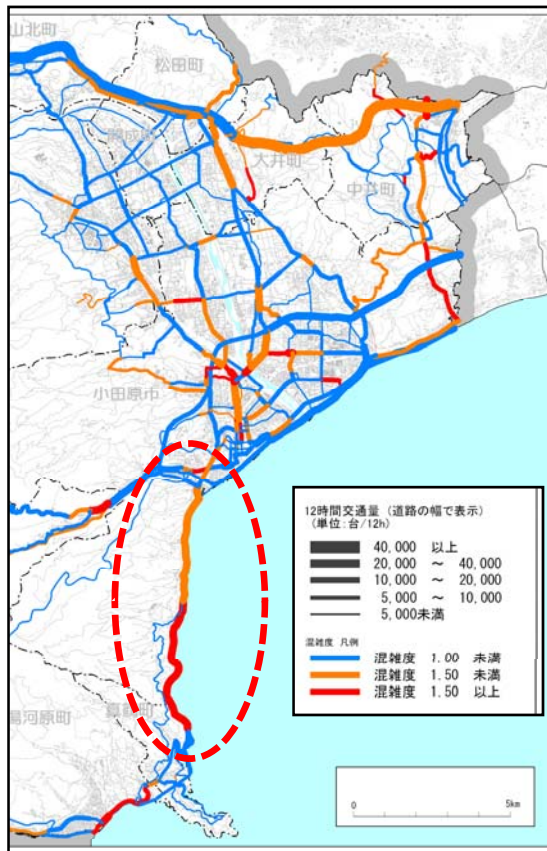 山北町
松田町
開成町
大井町
中井町
小田原市
12時間交通量 (道路の幅で表示)
(単位:台/12h)
40,000 以上
20,000 ～ 40,000
10,000 ～ 20,000
5,000 ～ 10,000
5,000未満
混雑度 凡例
混雑度 1.00 未満
混雑度 1.50 未満
混雑度 1.50 以上
真鶴町
湯河原町
0 5km